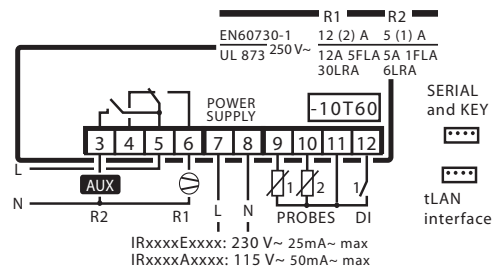 R1 R2
EN60730-1 250 V~ 12 (2) A 5 (1) A
UL 873 12A 5FLA 5A 1FLA
30LRA 6LRA
SERIAL
and KEY
POWER
SUPPLY
-10T60
3 4 5 6 7 8 9 10 11 12
L
AUX
1 2 1
N
R2 R1 L N PROBES DI
tLAN
interface
IRxxxxExxxx: 230 V~ 25mA~ max
IRxxxxAxxxx: 115 V~ 50mA~ max